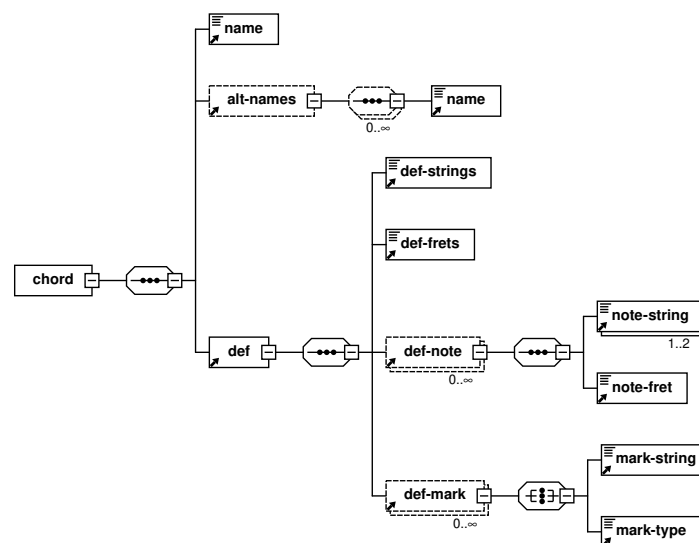 name
alt-names
name
0..∞
def-strings
def-frets
chord
note-string
1..2
def
def-note
0..∞
note-fret
mark-string
def-mark
0..∞
mark-type